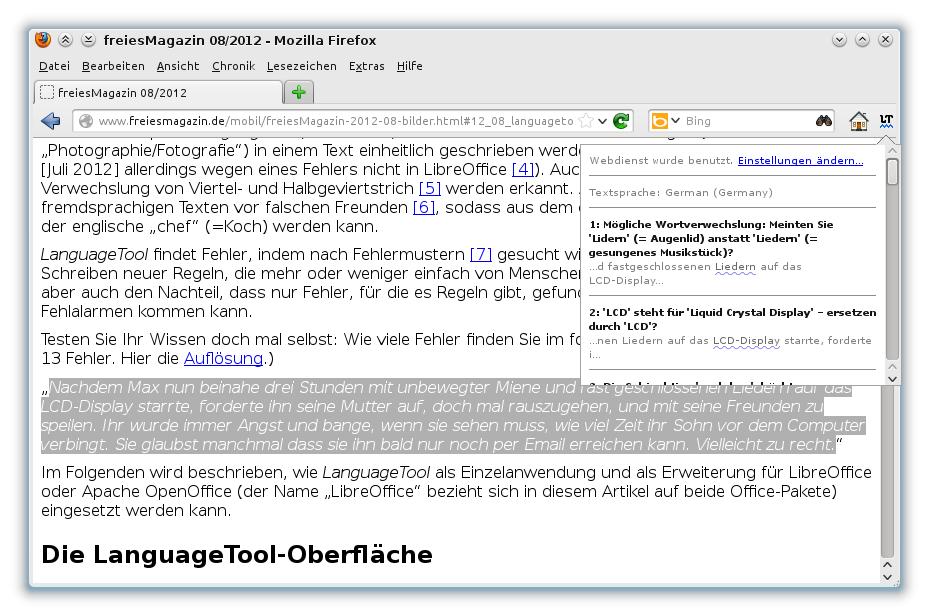 freiesMagazin 08/2012 - Mozilla Firefox
Datei Bearbeiten Ansicht Chronik Lesezeichen Extras Hilfe
freiesMagazin 08/2012
www.freiesmagazin.de/mobil/freiesMagazin-2012-08-bilder.html#12_08_languageto
Bing
LT
„Photographie/Fotografie“) in einem Text einheitlich geschrieben werde
[Juli 2012] allerdings wegen eines Fehlers nicht in LibreOffice [4]). Auc
Verwechslung von Viertel- und Halbgeviertstrich [5] werden erkannt.
fremdsprachigen Texten vor falschen Freunden [6], sodass aus dem
der englische „chef“ (=Koch) werden kann.
LanguageTool findet Fehler, indem nach Fehlermustern [7] gesucht wi
Schreiben neuer Regeln, die mehr oder weniger einfach von Menschen
aber auch den Nachteil, dass nur Fehler, für die es Regeln gibt, gefun
Fehlalarmen kommen kann.
Testen Sie Ihr Wissen doch mal selbst: Wie viele Fehler finden Sie im fo
13 Fehler. Hier die Auflösung.)
„Nachdem Max nun beinahe drei Stunden mit unbewegter Miene und fast geschlossenen Liedern auf das
LCD-Display starrte, forderte ihn seine Mutter auf, doch mal rauszugehen, und mit seine Freunden zu
speilen. Ihr wurde immer Angst und bange, wenn sie sehen muss, wie viel Zeit ihr Sohn vor dem Computer
verbingt. Sie glaubst manchmal dass sie ihn bald nur noch per Email erreichen kann. Vielleicht zu recht.“
Im Folgenden wird beschrieben, wie LanguageTool als Einzelanwendung und als Erweiterung für LibreOffice
oder Apache OpenOffice (der Name „LibreOffice“ bezieht sich in diesem Artikel auf beide Office-Pakete)
eingesetzt werden kann.
Die LanguageTool-Oberfläche
Webdienst wurde benutzt. Einstellungen ändern...
Textsprache: German (Germany)
1: Mögliche Wortverwechslung: Meinten Sie
'Lidern' (= Augenlid) anstatt 'Liedern' (=
gesungenes Musikstück)?
...d fastgeschlossenen Liedern auf das
LCD-Display...
2: 'LCD' steht für 'Liquid Crystal Display' – ersetzen
durch 'LCD'?
...nen Liedern auf das LCD-Display starrte, forderte
i...